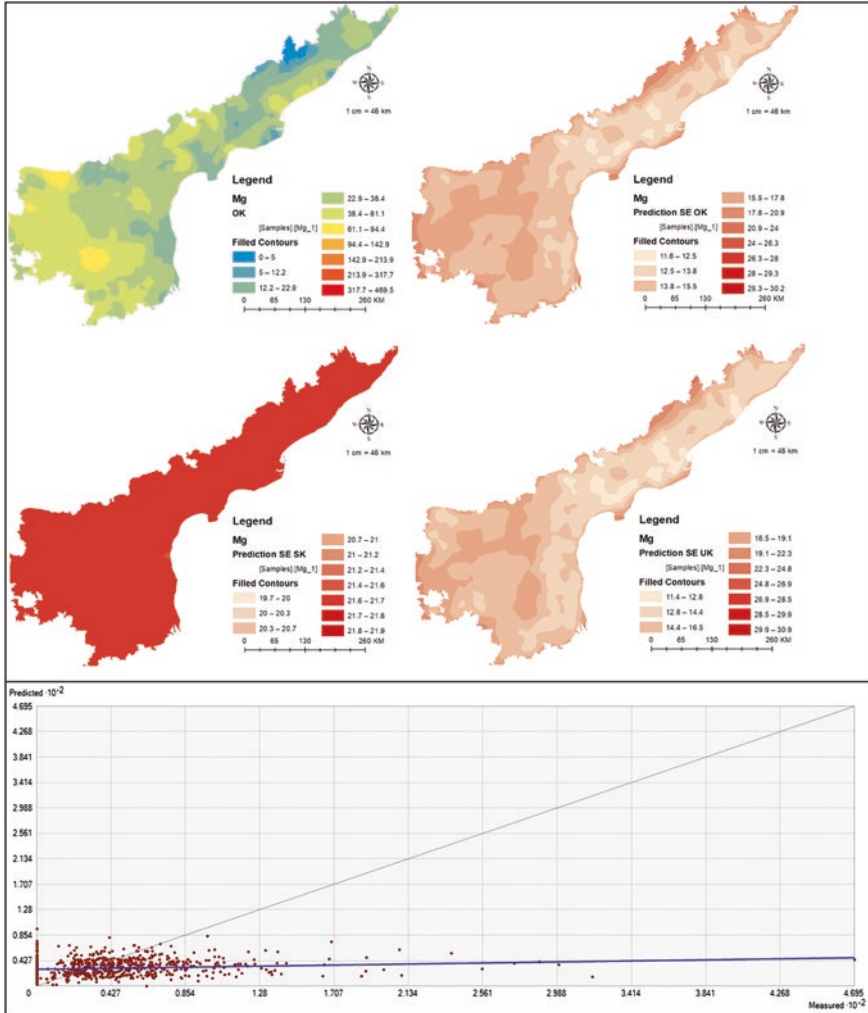 N
W E
S
1 cm = 46 km
Legend
Mg
OK
[Samples].[Mg_1]
Filled Contours
0 – 5
5 – 12.2
12.2 – 22.9
22.9 – 38.4
38.4 – 61.1
61.1 – 94.4
94.4 – 142.9
142.9 – 213.9
213.9 – 317.7
317.7 – 469.5
0 65 130 260 KM
N
W E
S
1 cm = 46 km
Legend
Mg
Prediction SE OK
[Samples].[Mg_1]
Filled Contours
11.6 – 12.5
12.5 – 13.8
13.8 – 15.5
15.5 – 17.8
17.8 – 20.9
20.9 – 24
24 – 26.3
26.3 – 28
28 – 29.3
29.3 – 30.2
0 65 130 260 KM
N
W E
S
1 cm = 46 km
Legend
Mg
Prediction SE SK
[Samples].[Mg_1]
Filled Contours
19.7 – 20
20 – 20.3
20.3 – 20.7
20.7 – 21
21 – 21.2
21.2 – 21.4
21.4 – 21.6
21.6 – 21.7
21.7 – 21.8
21.8 – 21.9
0 65 130 260 KM
N
W E
S
1 cm = 46 km
Legend
Mg
Prediction SE UK
[Samples].[Mg_1]
Filled Contours
11.4 – 12.8
12.8 – 14.4
14.4 – 16.5
16.5 – 19.1
19.1 – 22.3
22.3 – 24.8
24.8 – 26.9
26.9 – 28.5
28.5 – 29.9
29.9 – 30.9
0 65 130 260 KM
Predicted ·10⁻²
4.695
4.268
3.841
3.414
2.988
2.561
2.134
1.707
1.28
0.854
0.427
0 0.427 0.854 1.28 1.707 2.134 2.561 2.988 3.414 3.841 4.268 4.695
Measured ·10⁻²